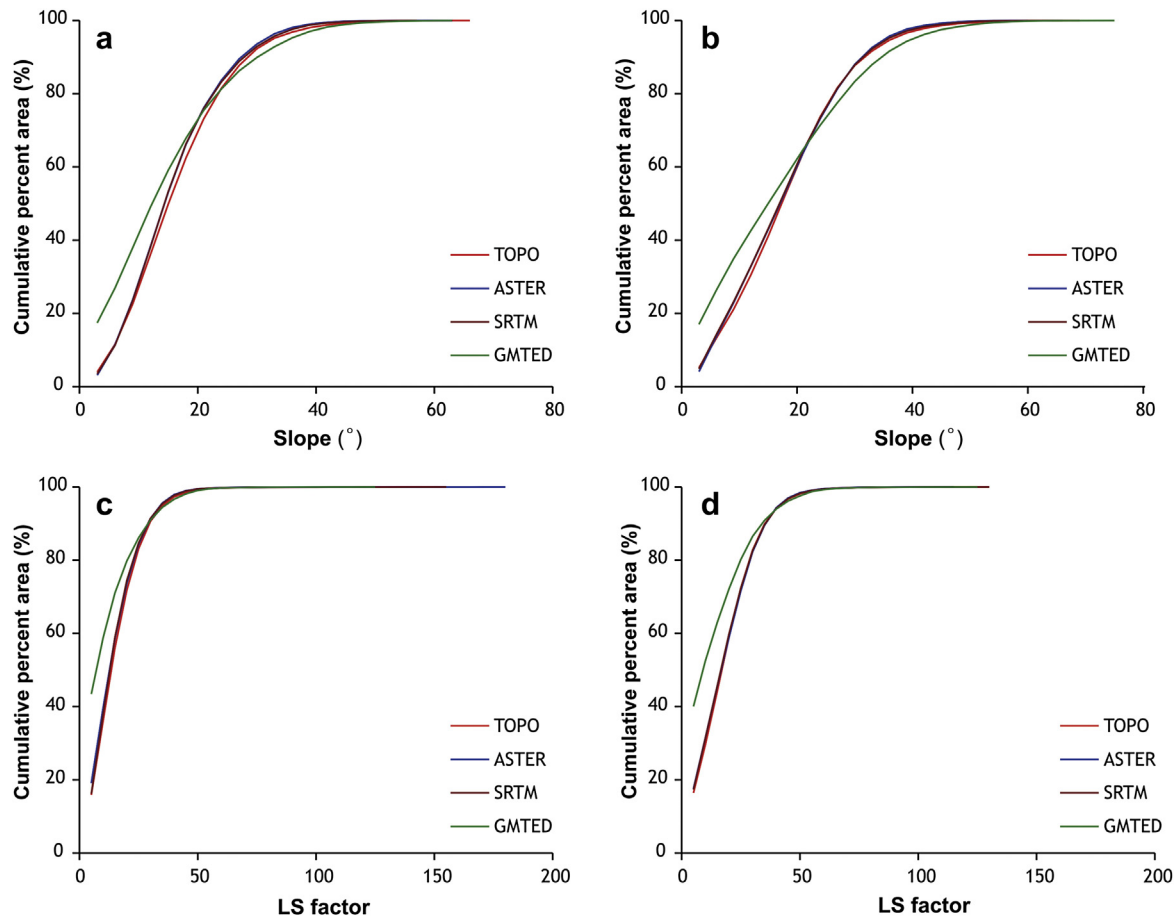 a
Cumulative percent area (%)
100
80
60
40
20
0
0 20 40 60 80
Slope (°)
TOPO
ASTER
SRTM
GMTED
b
Cumulative percent area (%)
100
80
60
40
20
0
0 20 40 60 80
Slope (°)
TOPO
ASTER
SRTM
GMTED
c
Cumulative percent area (%)
100
80
60
40
20
0
0 50 100 150 200
LS factor
TOPO
ASTER
SRTM
GMTED
d
Cumulative percent area (%)
100
80
60
40
20
0
0 50 100 150 200
LS factor
TOPO
ASTER
SRTM
GMTED